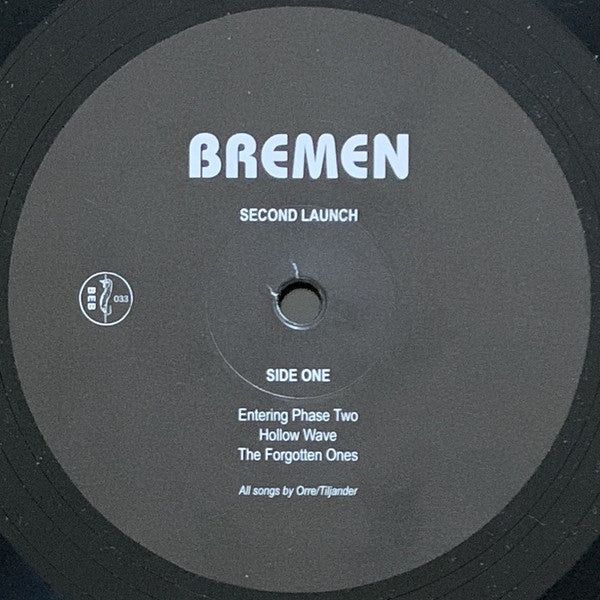 BREMEN
SECOND LAUNCH
BEB
033
SIDE ONE
Entering Phase Two
Hollow Wave
The Forgotten Ones
All songs by Orre/Tiljander